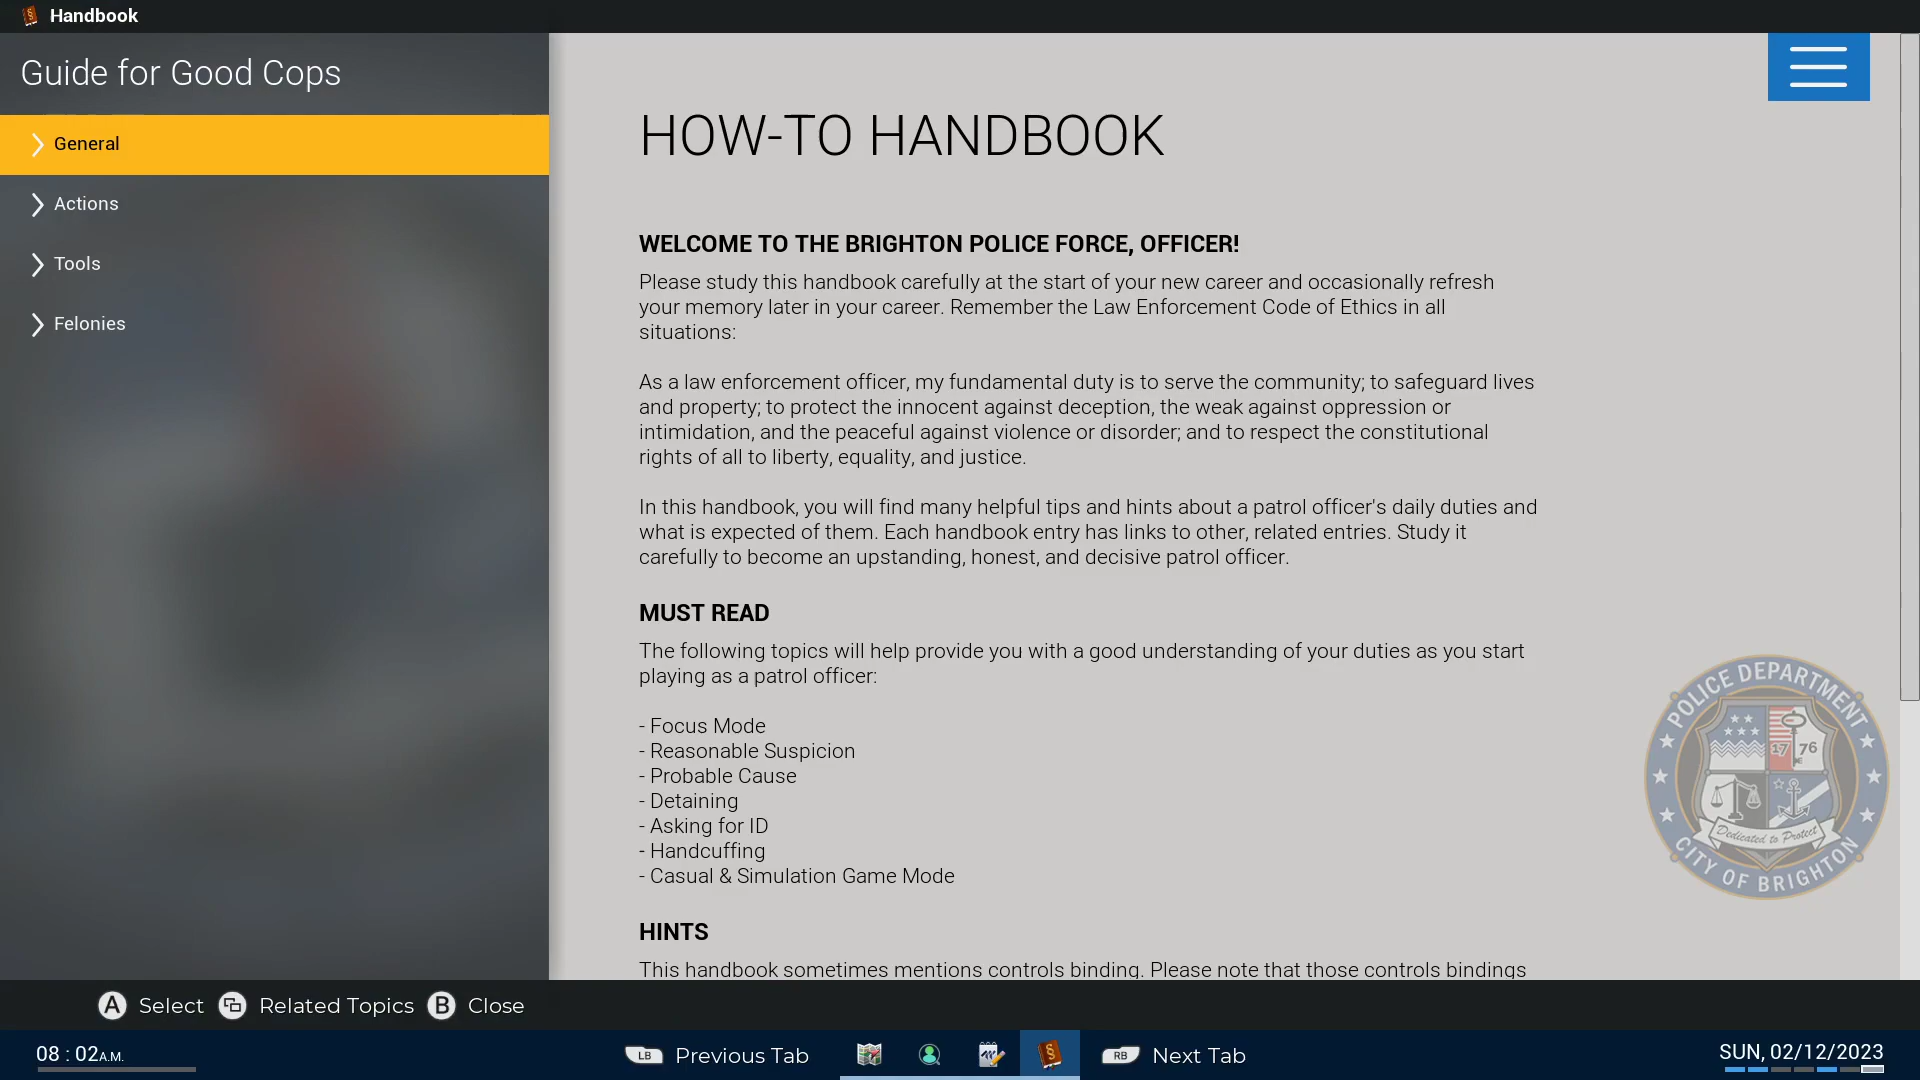 Handbook
Guide for Good Cops
General
Actions
Tools
Felonies
HOW-TO HANDBOOK
WELCOME TO THE BRIGHTON POLICE FORCE, OFFICER!
Please study this handbook carefully at the start of your new career and occasionally refresh
your memory later in your career. Remember the Law Enforcement Code of Ethics in all
situations:
As a law enforcement officer, my fundamental duty is to serve the community; to safeguard lives
and property; to protect the innocent against deception, the weak against oppression or
intimidation, and the peaceful against violence or disorder; and to respect the constitutional
rights of all to liberty, equality, and justice.
In this handbook, you will find many helpful tips and hints about a patrol officer's daily duties and
what is expected of them. Each handbook entry has links to other, related entries. Study it
carefully to become an upstanding, honest, and decisive patrol officer.
MUST READ
The following topics will help provide you with a good understanding of your duties as you start
playing as a patrol officer:
- Focus Mode
- Reasonable Suspicion
- Probable Cause
- Detaining
- Asking for ID
- Handcuffing
- Casual & Simulation Game Mode
HINTS
This handbook sometimes mentions controls binding. Please note that those controls bindings
POLICE DEPARTMENT
17 76
Dedicated to Protect
CITY OF BRIGHTON
A Select Related Topics B Close
08 : 02 A.M.
LB Previous Tab RB Next Tab
SUN, 02/12/2023